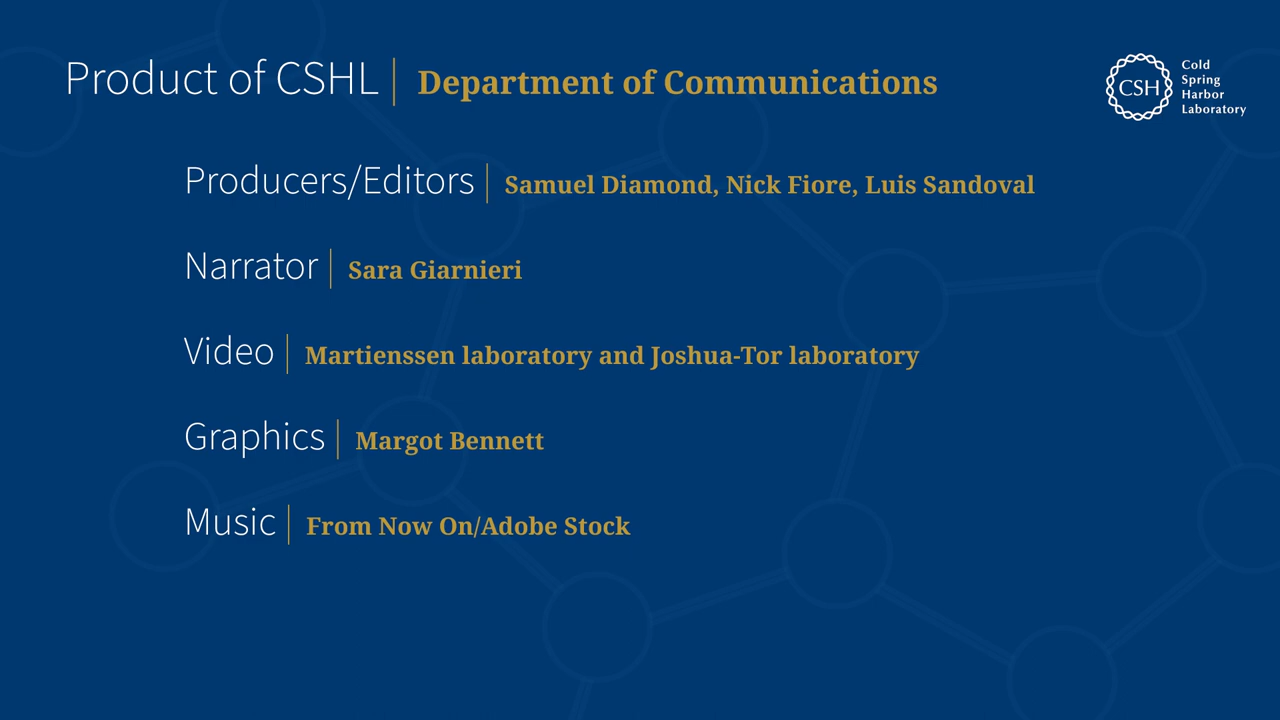 Product of CSHL | Department of Communications
CSH
Cold
Spring
Harbor
Laboratory
Producers/Editors | Samuel Diamond, Nick Fiore, Luis Sandoval
Narrator | Sara Giarnieri
Video | Martienssen laboratory and Joshua-Tor laboratory
Graphics | Margot Bennett
Music | From Now On/Adobe Stock